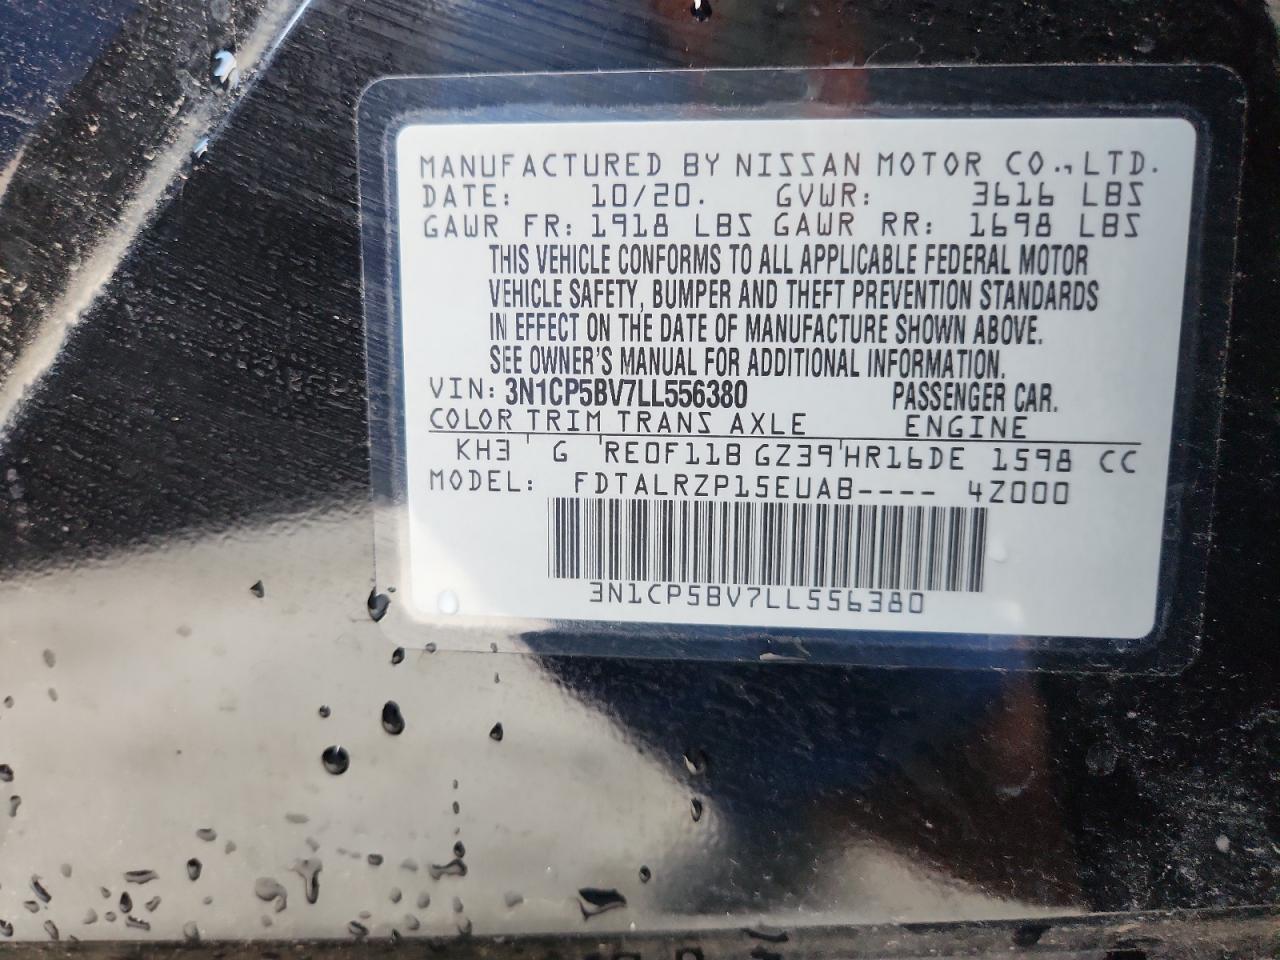 MANUFACTURED BY NISSAN MOTOR CO.,LTD.
DATE: 10/20. GVWR: 3616 LBS
GAWR FR: 1918 LBS GAWR RR: 1698 LBS
THIS VEHICLE CONFORMS TO ALL APPLICABLE FEDERAL MOTOR
VEHICLE SAFETY, BUMPER AND THEFT PREVENTION STANDARDS
IN EFFECT ON THE DATE OF MANUFACTURE SHOWN ABOVE.
SEE OWNER'S MANUAL FOR ADDITIONAL INFORMATION.
VIN: 3N1CP5BV7LL556380 PASSENGER CAR.
COLOR TRIM TRANS AXLE ENGINE
KH3 G RE0F11B GZ39 HR16DE 1598 CC
MODEL: FDTALRZP15EUAB---- 4Z000
3N1CP5BV7LL556380